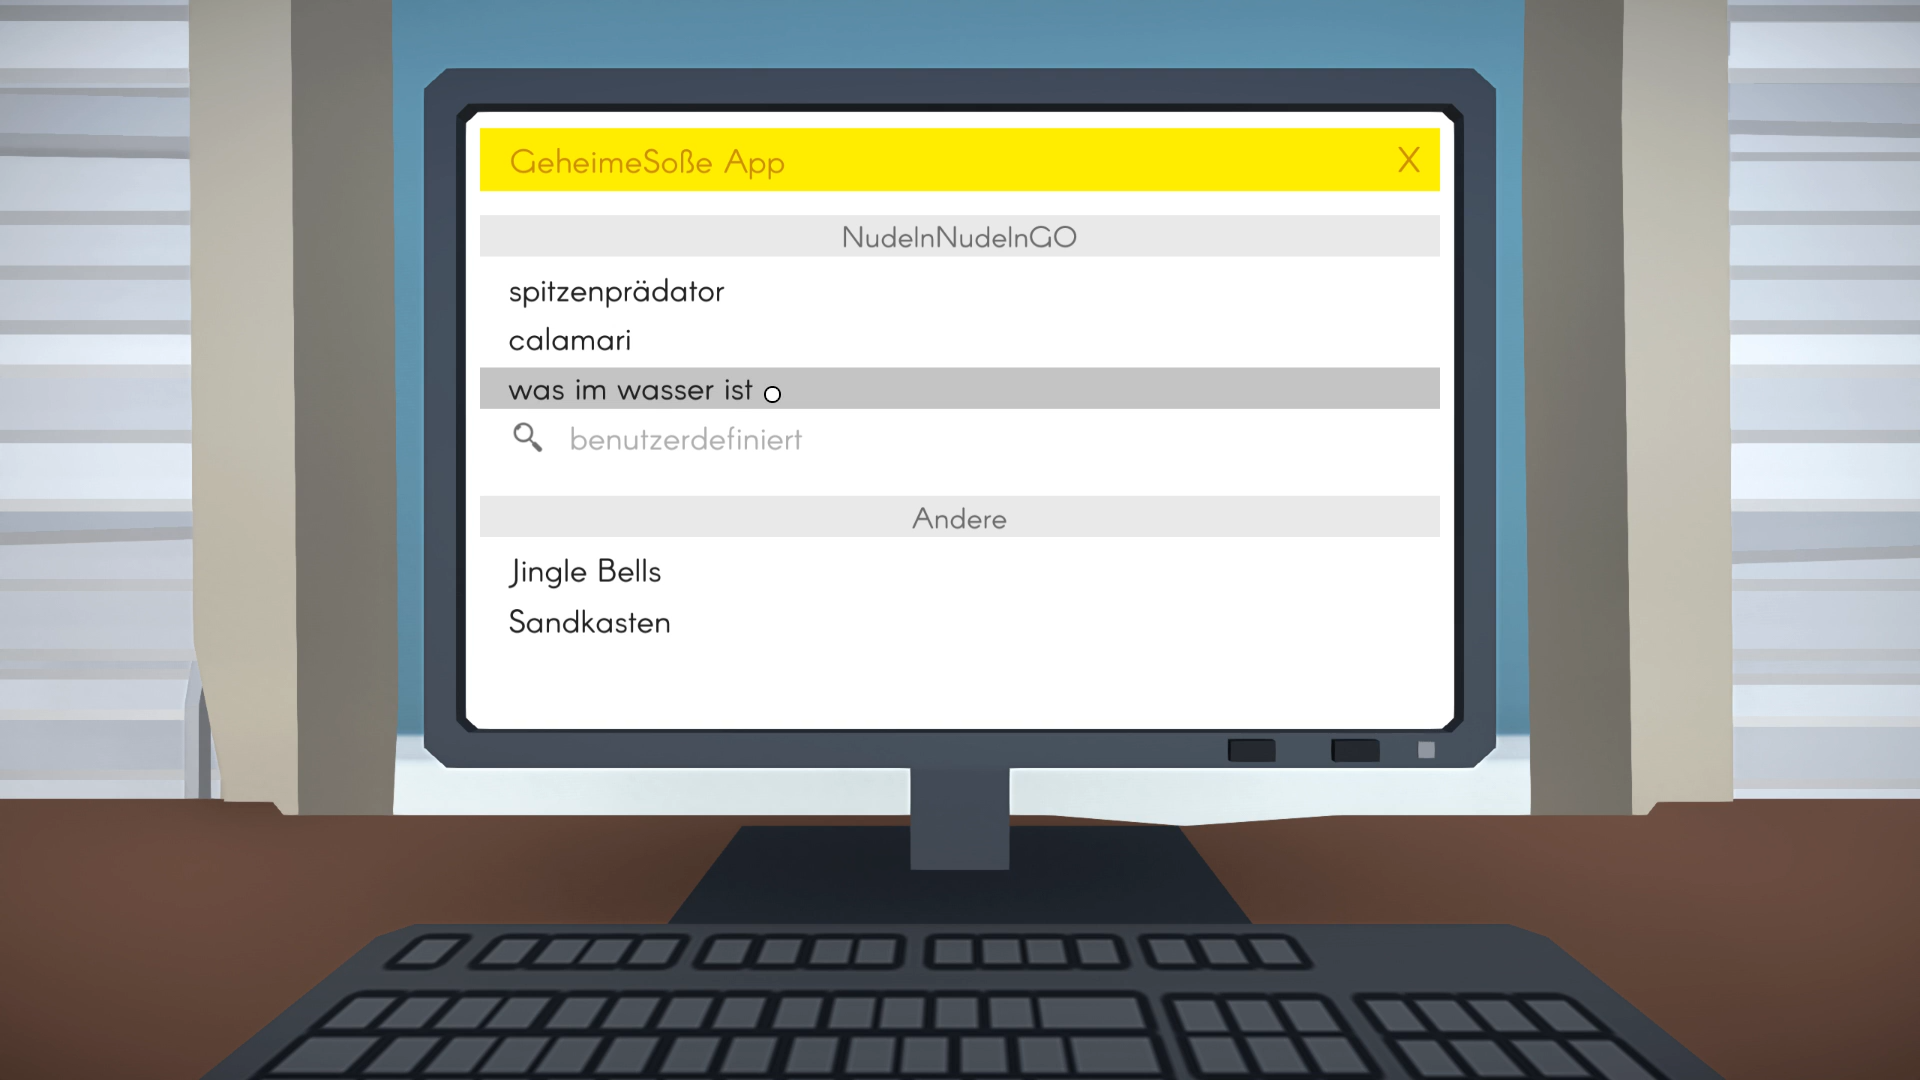 GeheimeSoße App X
NudelnNudelnGO
spitzenprädator
calamari
was im wasser ist
benutzerdefiniert
Andere
Jingle Bells
Sandkasten